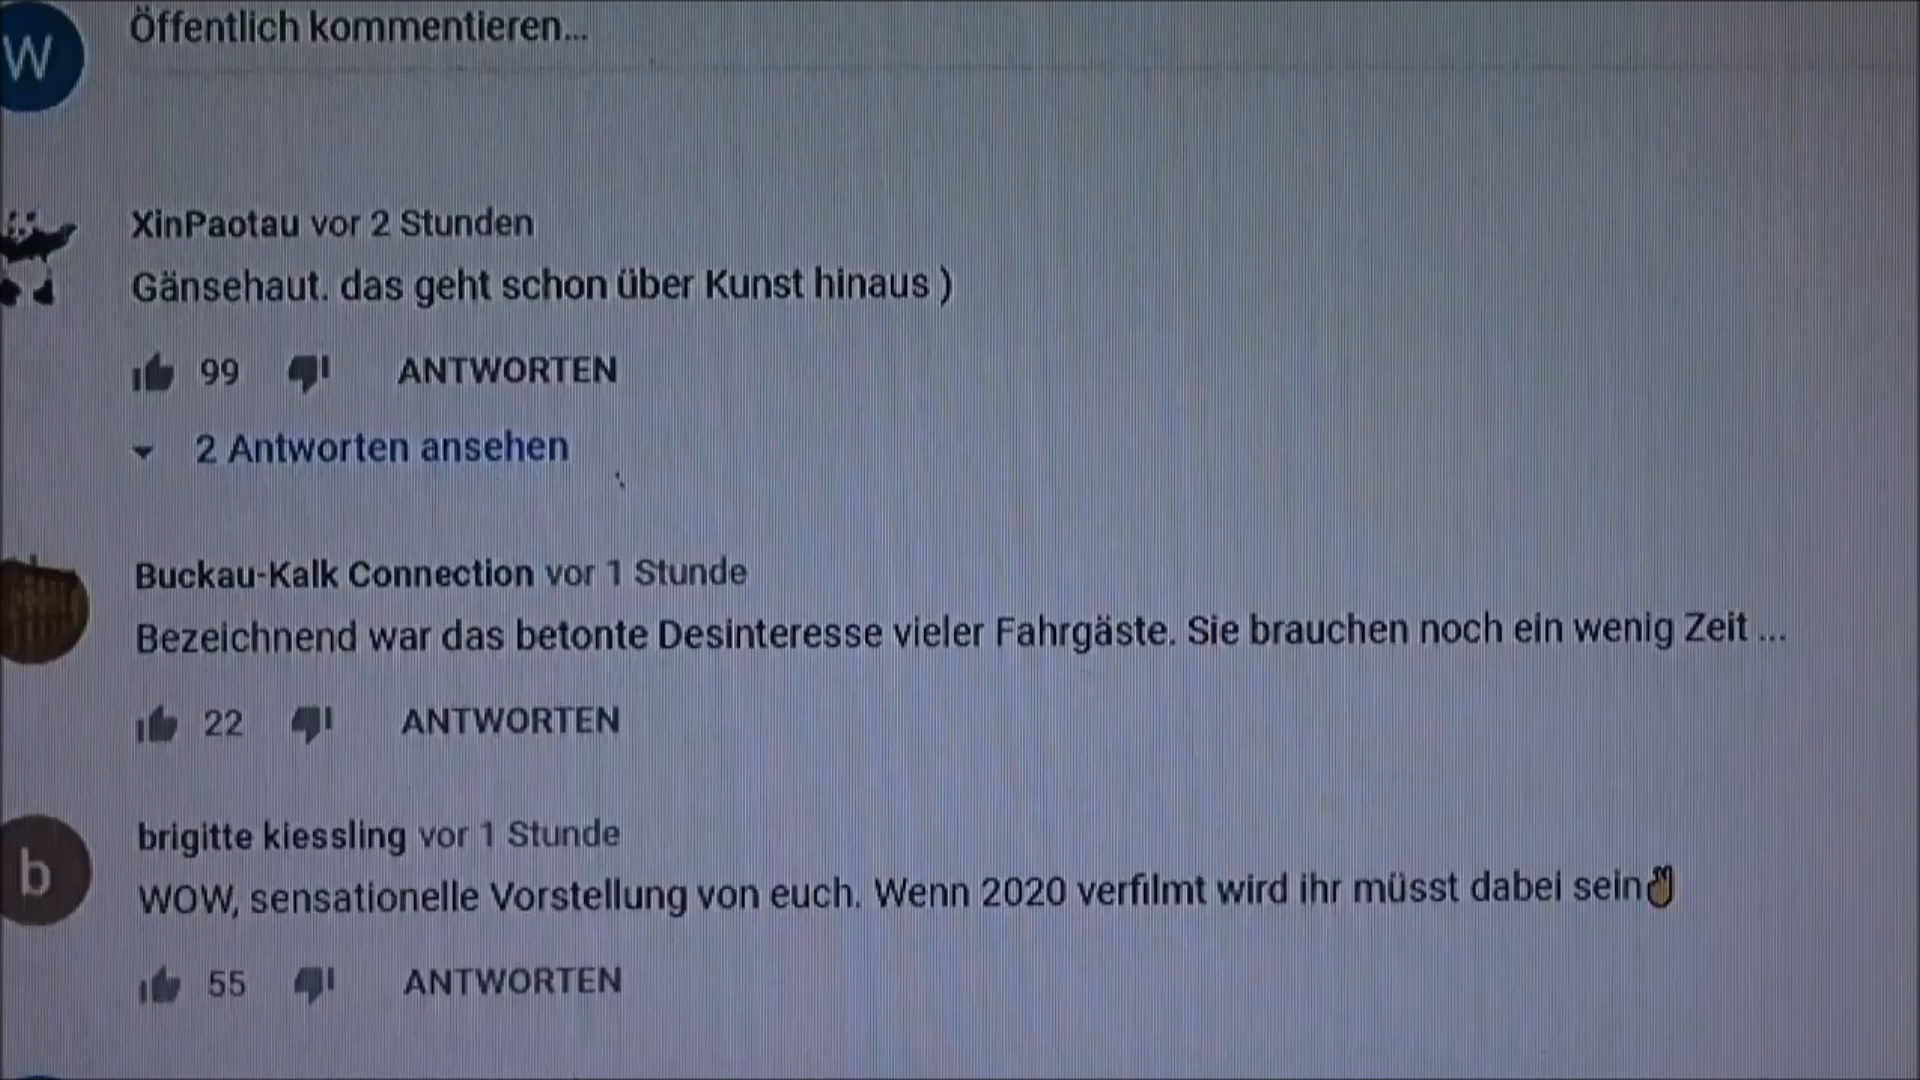 W
Öffentlich kommentieren...
XinPaotau vor 2 Stunden
Gänsehaut. das geht schon über Kunst hinaus )
99 ANTWORTEN
2 Antworten ansehen
Buckau-Kalk Connection vor 1 Stunde
Bezeichnend war das betonte Desinteresse vieler Fahrgäste. Sie brauchen noch ein wenig Zeit ...
22 ANTWORTEN
b
brigitte kiessling vor 1 Stunde
WOW, sensationelle Vorstellung von euch. Wenn 2020 verfilmt wird ihr müsst dabei sein✌
55 ANTWORTEN